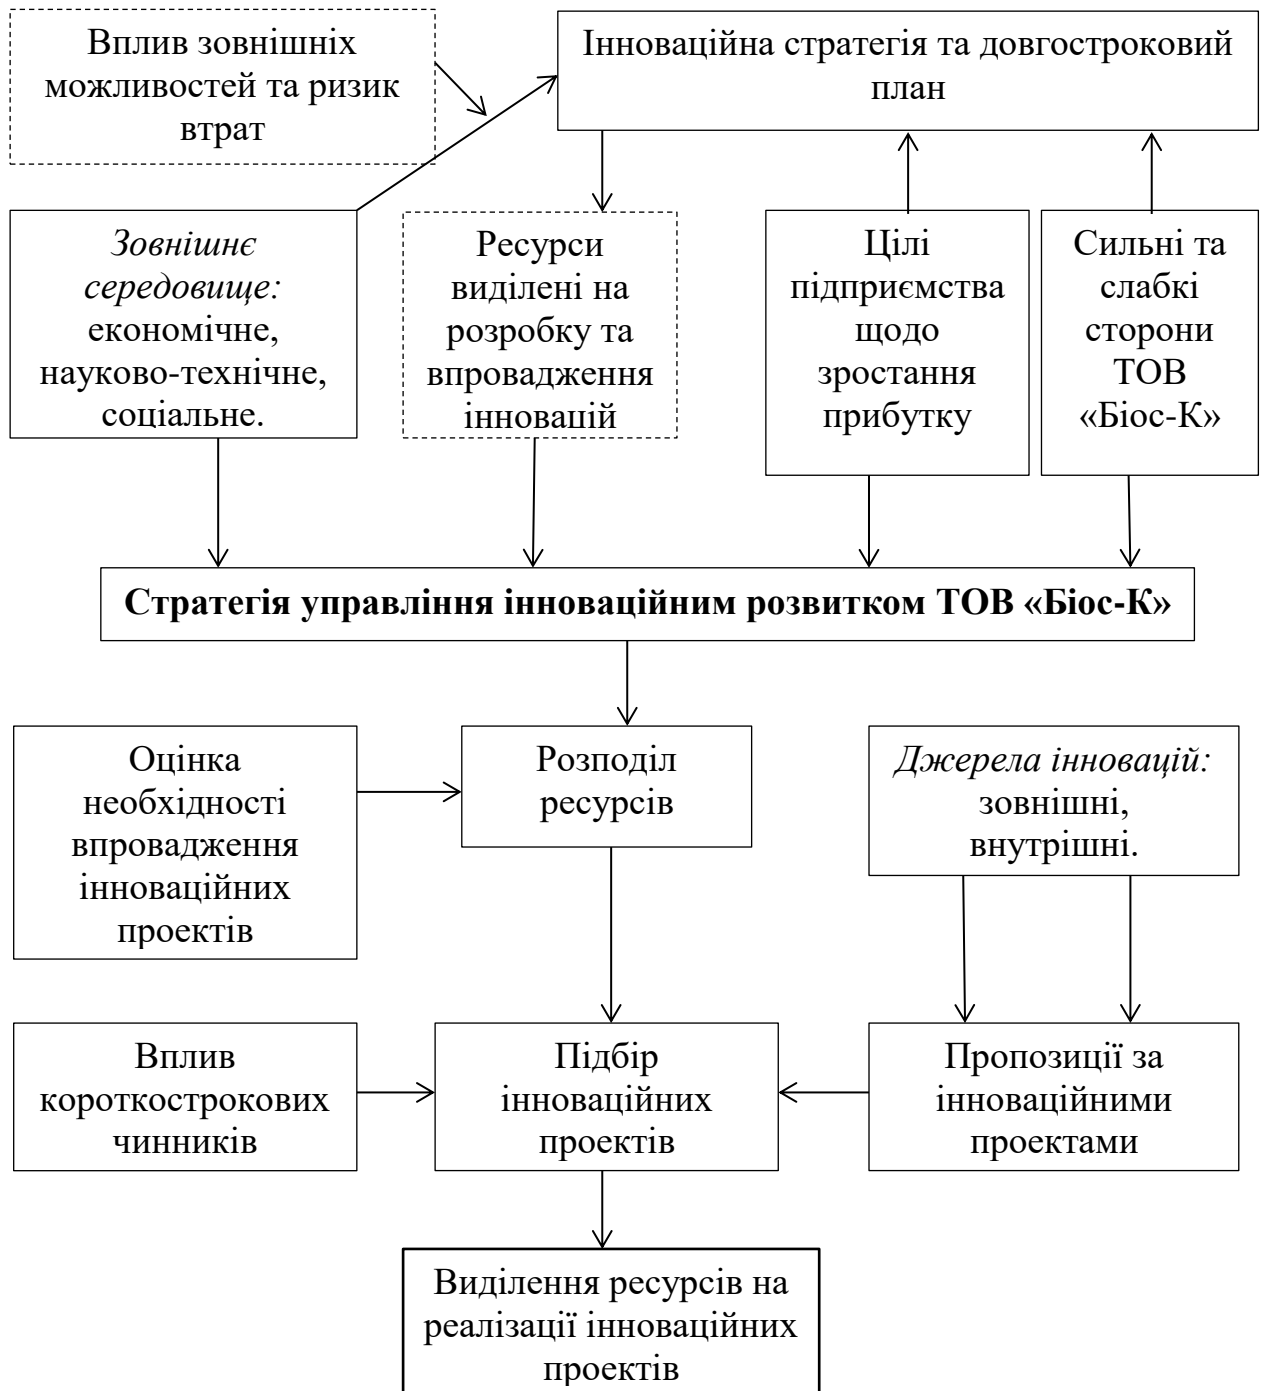 Вплив зовнішніх
можливостей та ризик
втрат
Інноваційна стратегія та довгостроковий
план
Зовнішнє
середовище:
економічне,
науково-технічне,
соціальне.
Ресурси
виділені на
розробку та
впровадження
інновацій
Цілі
підприємства
щодо
зростання
прибутку
Сильні та
слабкі
сторони
ТОВ
«Біос-К»
Стратегія управління інноваційним розвитком ТОВ «Біос-К»
Оцінка
необхідності
впровадження
інноваційних
проектів
Розподіл
ресурсів
Джерела інновацій:
зовнішні,
внутрішні.
Вплив
короткострокових
чинників
Підбір
інноваційних
проектів
Пропозиції за
інноваційними
проектами
Виділення ресурсів на
реалізації інноваційних
проектів